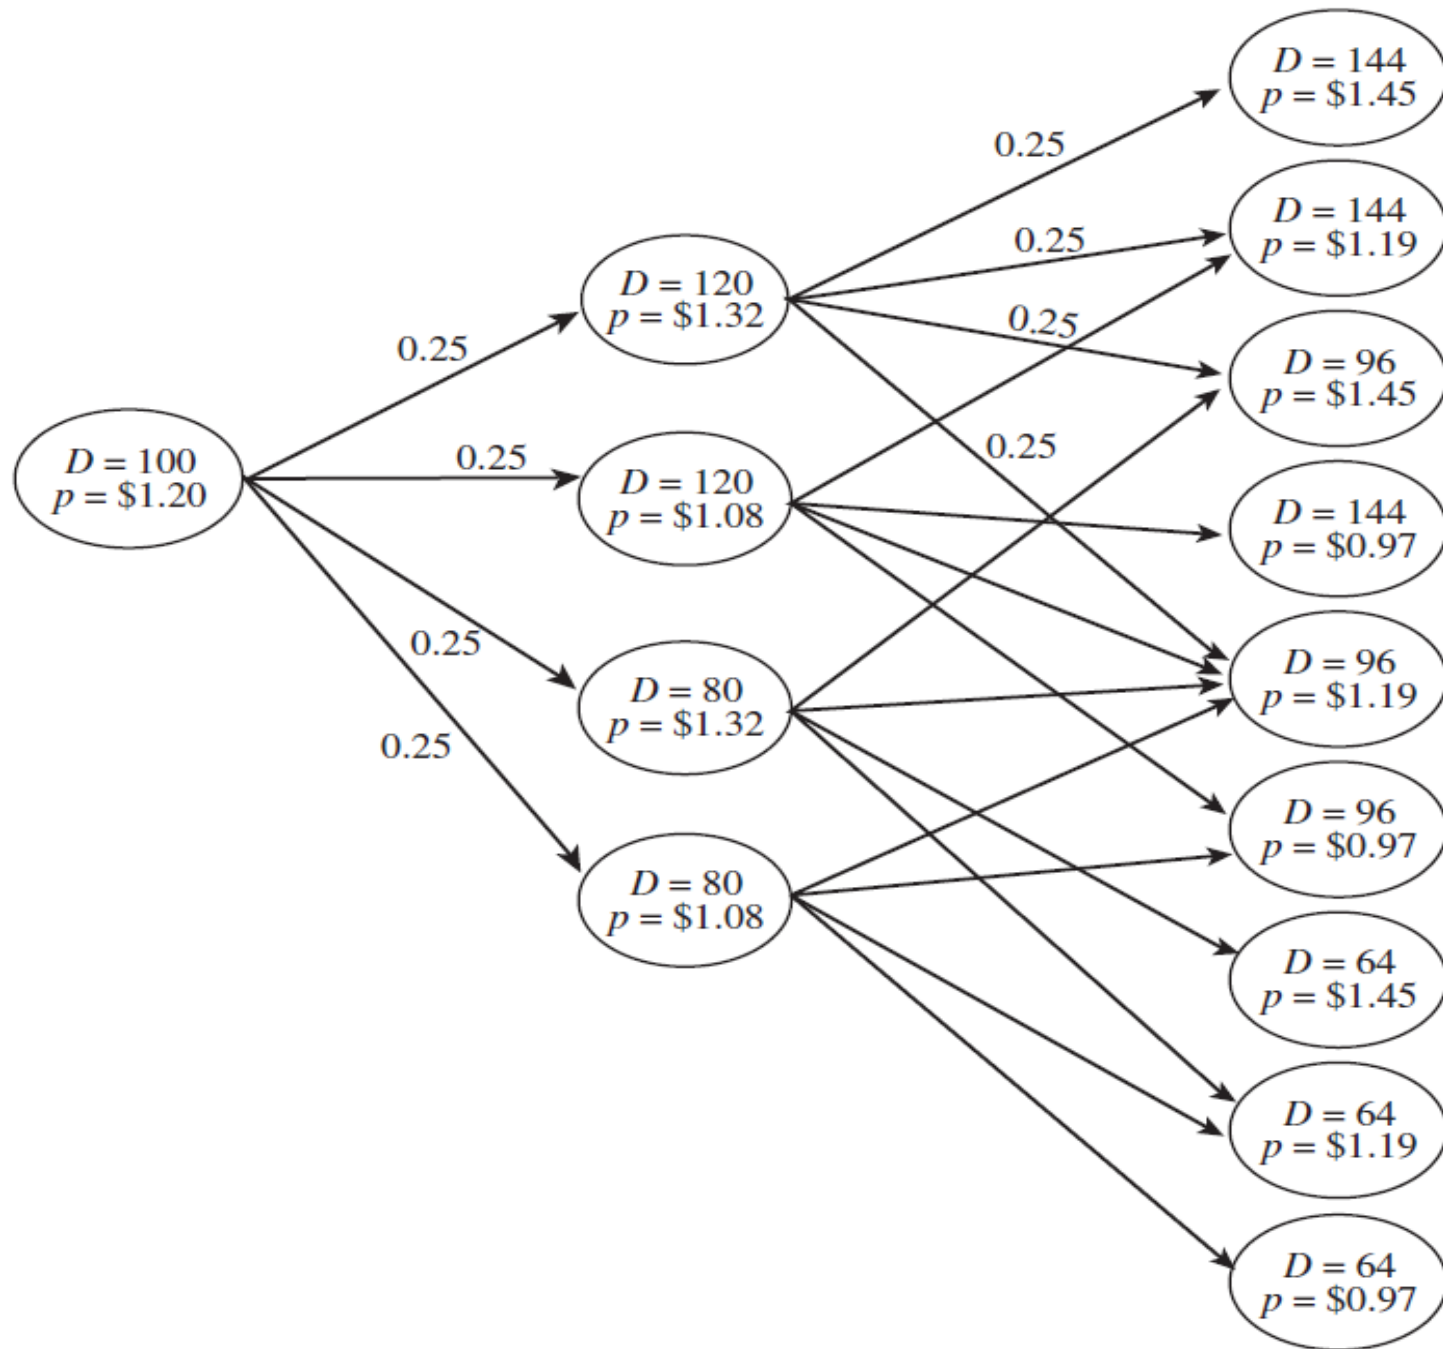 D = 100
p = $1.20
0.25
0.25
0.25
0.25
D = 120
p = $1.32
D = 120
p = $1.08
D = 80
p = $1.32
D = 80
p = $1.08
0.25
0.25
0.25
0.25
D = 144
p = $1.45
D = 144
p = $1.19
D = 96
p = $1.45
D = 144
p = $0.97
D = 96
p = $1.19
D = 96
p = $0.97
D = 64
p = $1.45
D = 64
p = $1.19
D = 64
p = $0.97